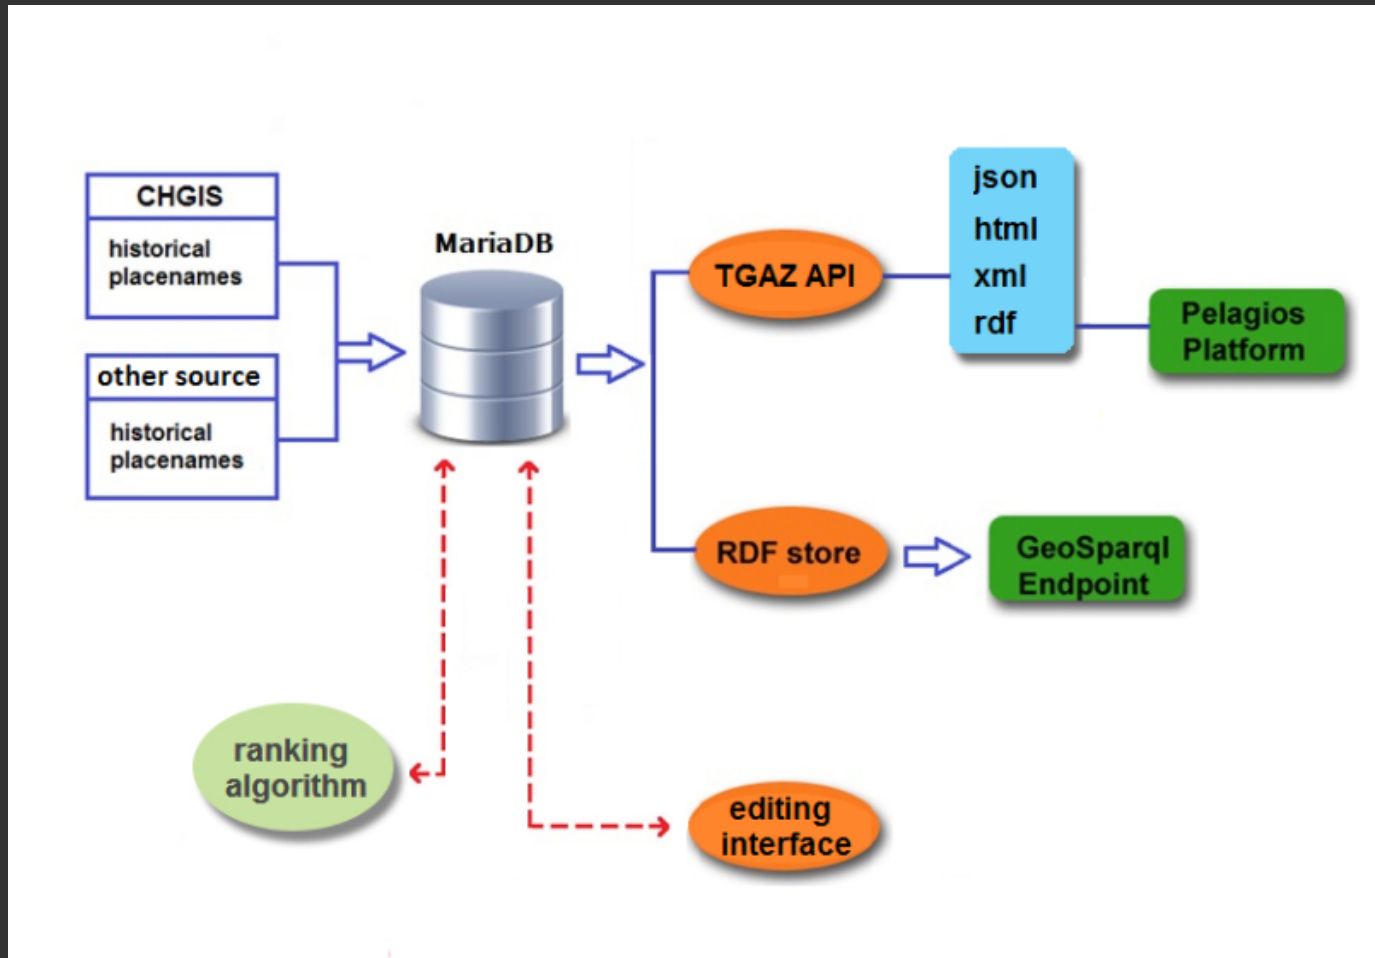 CHGIS
historical
placenames
other source
historical
placenames
MariaDB
TGAZ API
json
html
xml
rdf
Pelagios
Platform
RDF store
GeoSparql
Endpoint
ranking
algorithm
editing
interface